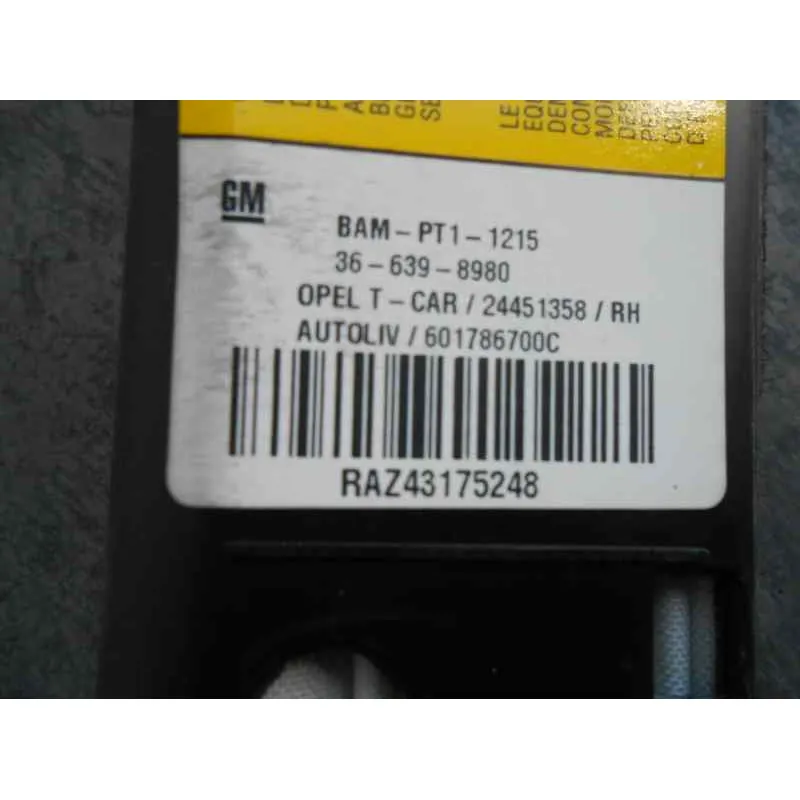 GM
BAM-PT1-1215
36-639-8980
OPEL T-CAR / 24451358 / RH
AUTOLIV / 601786700C
RAZ43175248